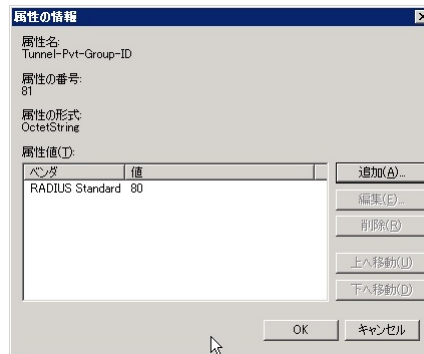 属性の情報
属性名:
Tunnel-Pvt-Group-ID
属性の番号:
81
属性の形式:
OctetString
属性値(T):
ベンダ 値
RADIUS Standard 80
追加(A)...
編集(E)...
削除(R)
上へ移動(U)
下へ移動(D)
OK キャンセル